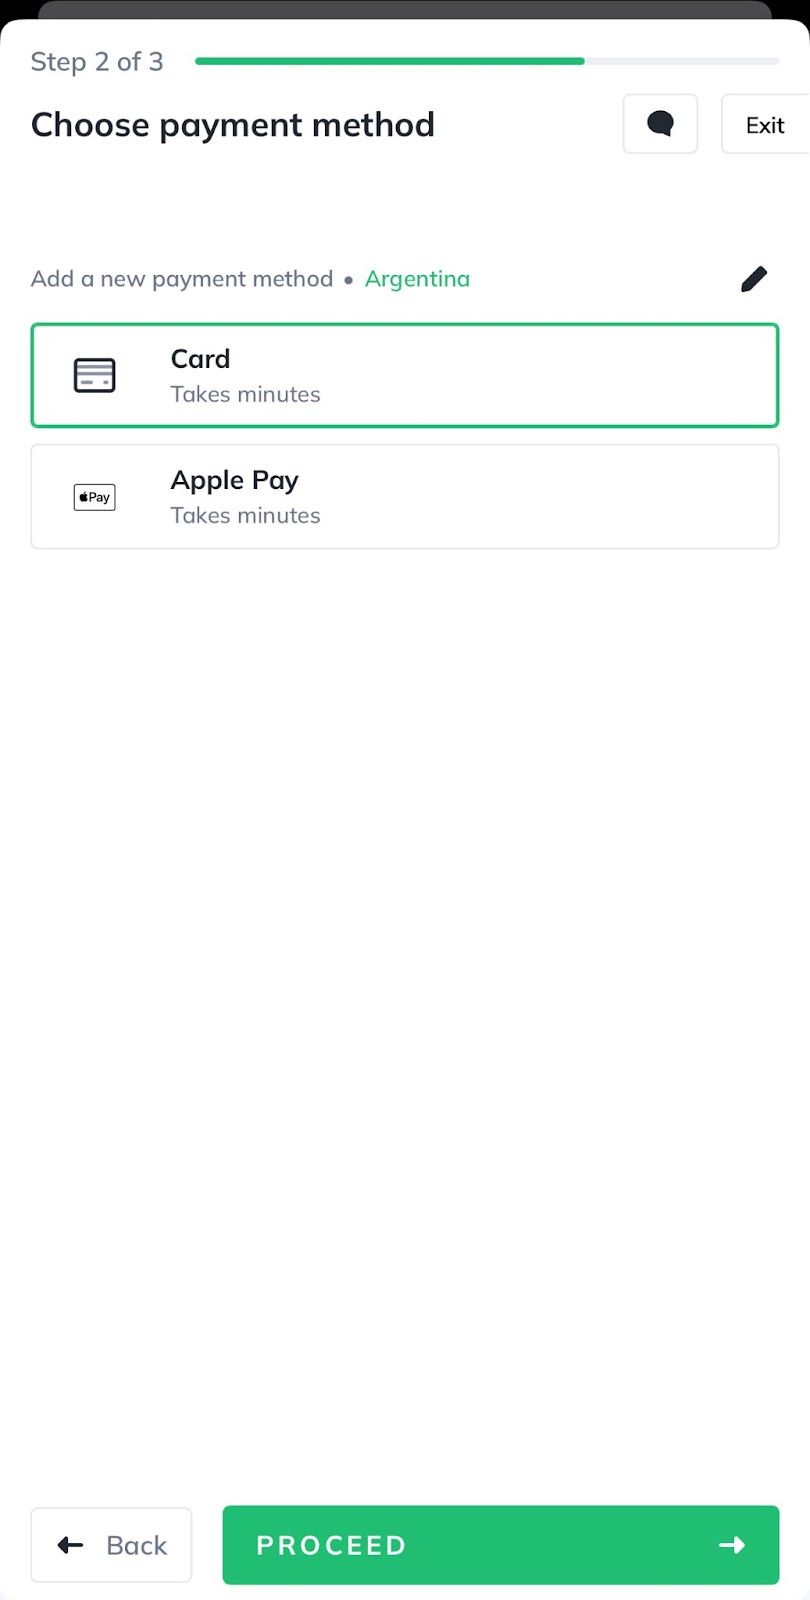 Step 2 of 3
Choose payment method
Exit
Add a new payment method • Argentina
Card
Takes minutes
Pay
Apple Pay
Takes minutes
Back
PROCEED